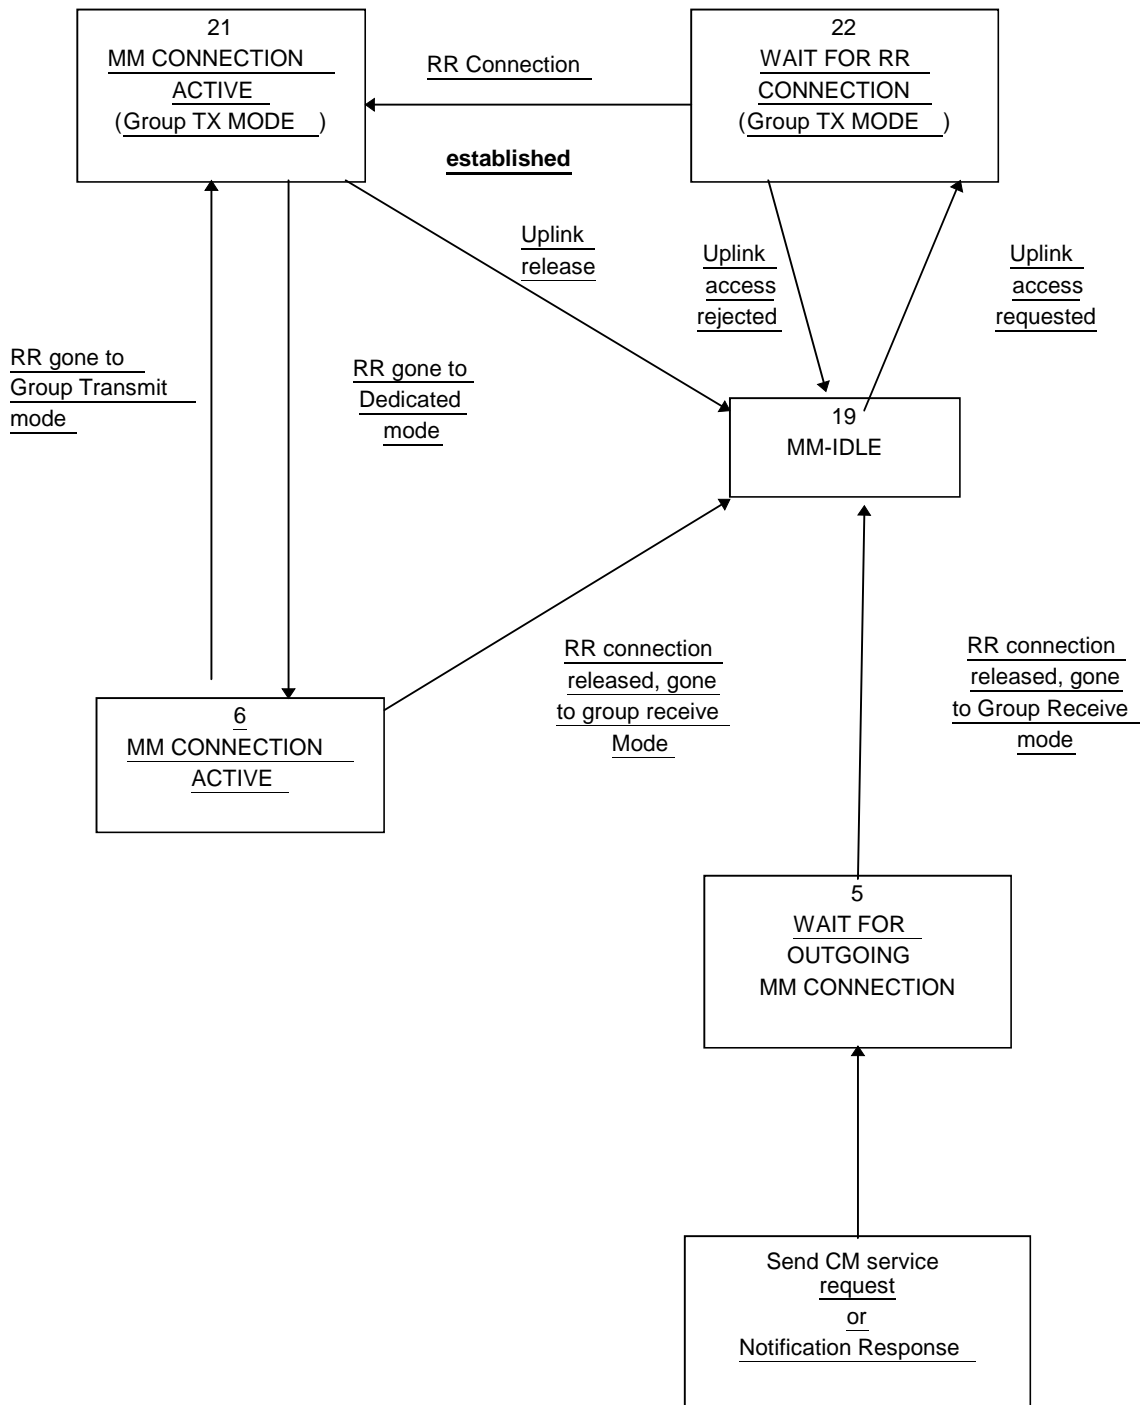 21
MM CONNECTION
ACTIVE
(Group TX MODE )
RR Connection
established
22
WAIT FOR RR
CONNECTION
(Group TX MODE )
Uplink
release
Uplink
access
rejected
Uplink
access
requested
RR gone to
Group Transmit
mode
RR gone to
Dedicated
mode
19
MM-IDLE
RR connection
released, gone
to group receive
Mode
RR connection
released, gone
to Group Receive
mode
6
MM CONNECTION
ACTIVE
5
WAIT FOR
OUTGOING
MM CONNECTION
Send CM service
request
or
Notification Response